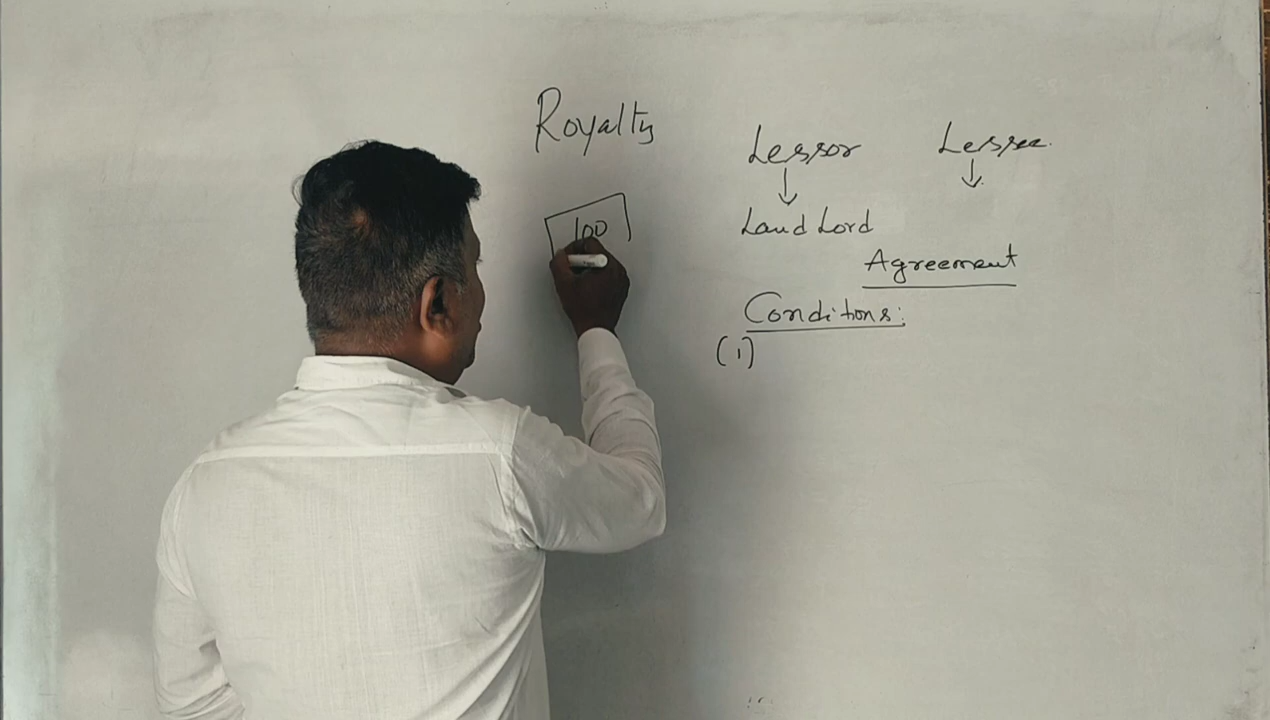 Royalty
Lessor Lessee.
Land Lord
100
Agreement
Conditions:
(1)